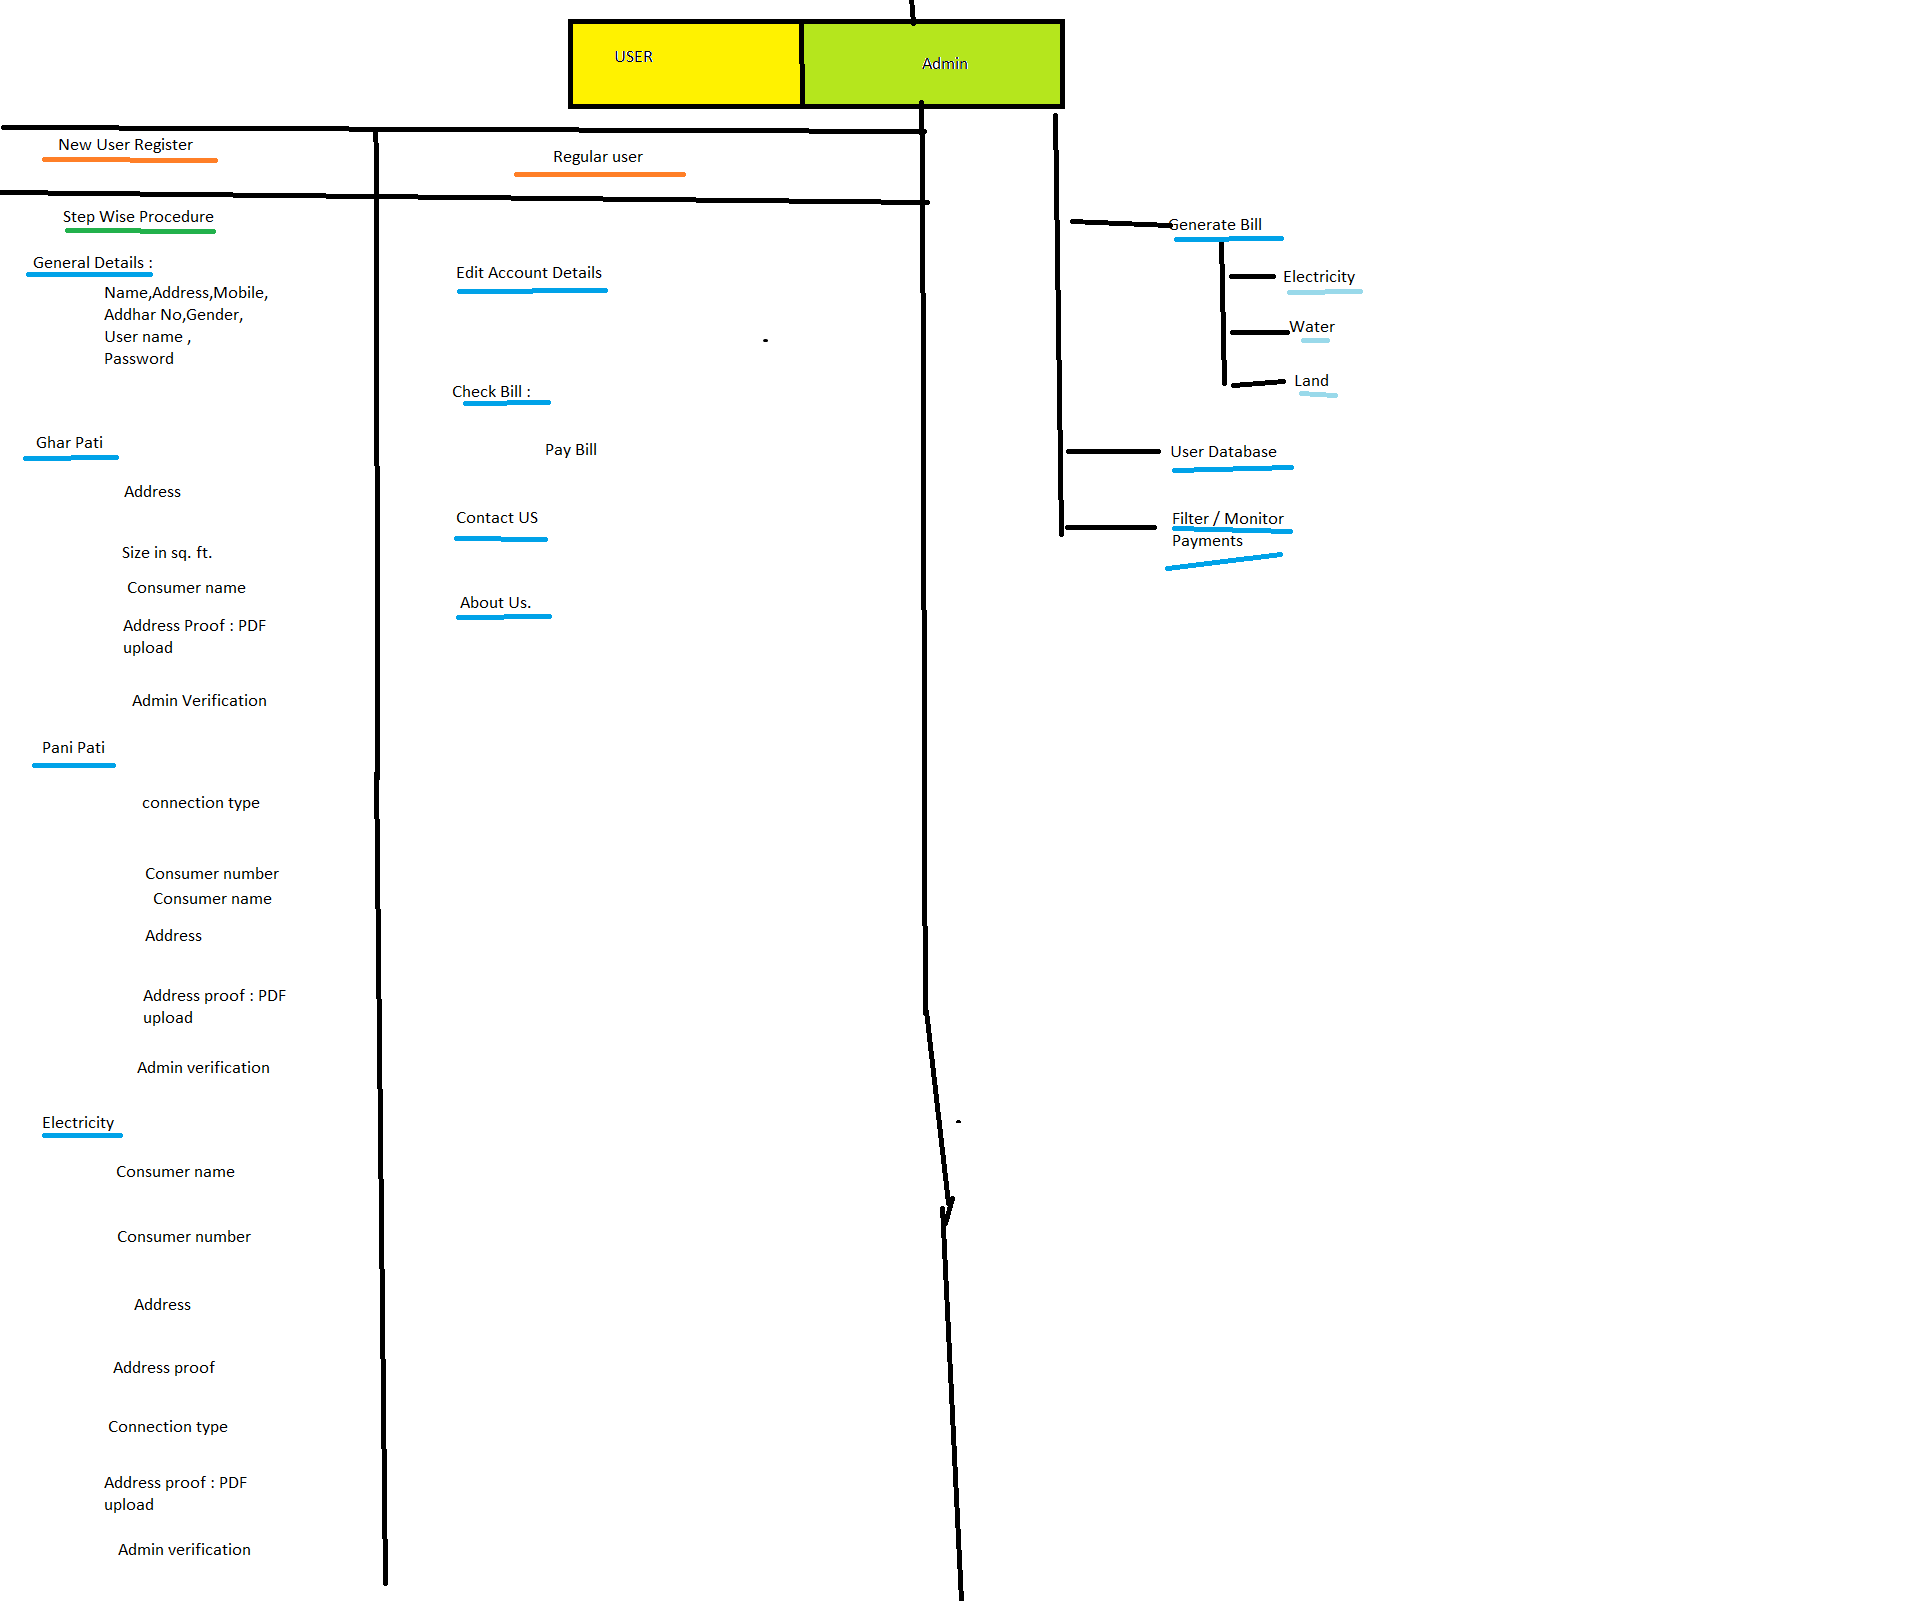 USER
Admin
New User Register
Regular user
Step Wise Procedure
General Details :
Name,Address,Mobile,
Addhar No,Gender,
User name ,
Password
Ghar Pati
Address
Size in sq. ft.
Consumer name
Address Proof : PDF
upload
Admin Verification
Pani Pati
connection type
Consumer number
Consumer name
Address
Address proof : PDF
upload
Admin verification
Electricity
Consumer name
Consumer number
Address
Address proof
Connection type
Address proof : PDF
upload
Admin verification
Edit Account Details
Check Bill :
Pay Bill
Contact US
About Us.
Generate Bill
Electricity
Water
Land
User Database
Filter / Monitor
Payments